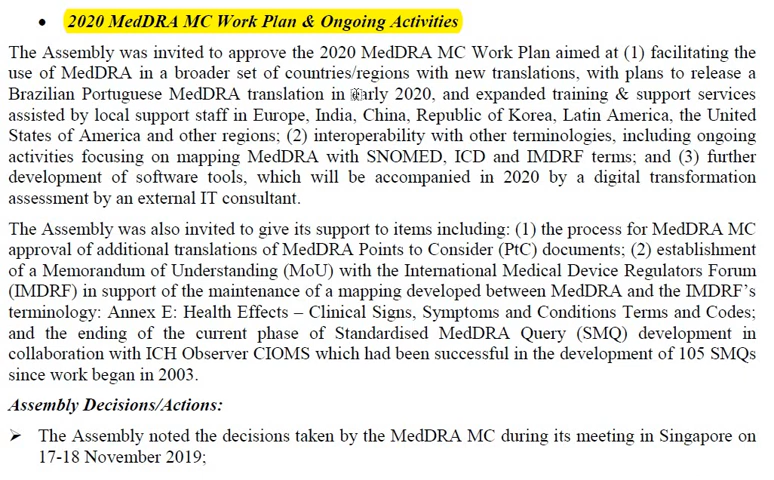 • 2020 MedDRA MC Work Plan & Ongoing Activities
The Assembly was invited to approve the 2020 MedDRA MC Work Plan aimed at (1) facilitating the
use of MedDRA in a broader set of countries/regions with new translations, with plans to release a
Brazilian Portuguese MedDRA translation in early 2020, and expanded training & support services
assisted by local support staff in Europe, India, China, Republic of Korea, Latin America, the United
States of America and other regions; (2) interoperability with other terminologies, including ongoing
activities focusing on mapping MedDRA with SNOMED, ICD and IMDRF terms; and (3) further
development of software tools, which will be accompanied in 2020 by a digital transformation
assessment by an external IT consultant.
The Assembly was also invited to give its support to items including: (1) the process for MedDRA MC
approval of additional translations of MedDRA Points to Consider (PtC) documents; (2) establishment
of a Memorandum of Understanding (MoU) with the International Medical Device Regulators Forum
(IMDRF) in support of the maintenance of a mapping developed between MedDRA and the IMDRF’s
terminology: Annex E: Health Effects – Clinical Signs, Symptoms and Conditions Terms and Codes;
and the ending of the current phase of Standardised MedDRA Query (SMQ) development in
collaboration with ICH Observer CIOMS which had been successful in the development of 105 SMQs
since work began in 2003.
Assembly Decisions/Actions:
➢ The Assembly noted the decisions taken by the MedDRA MC during its meeting in Singapore on
17-18 November 2019;